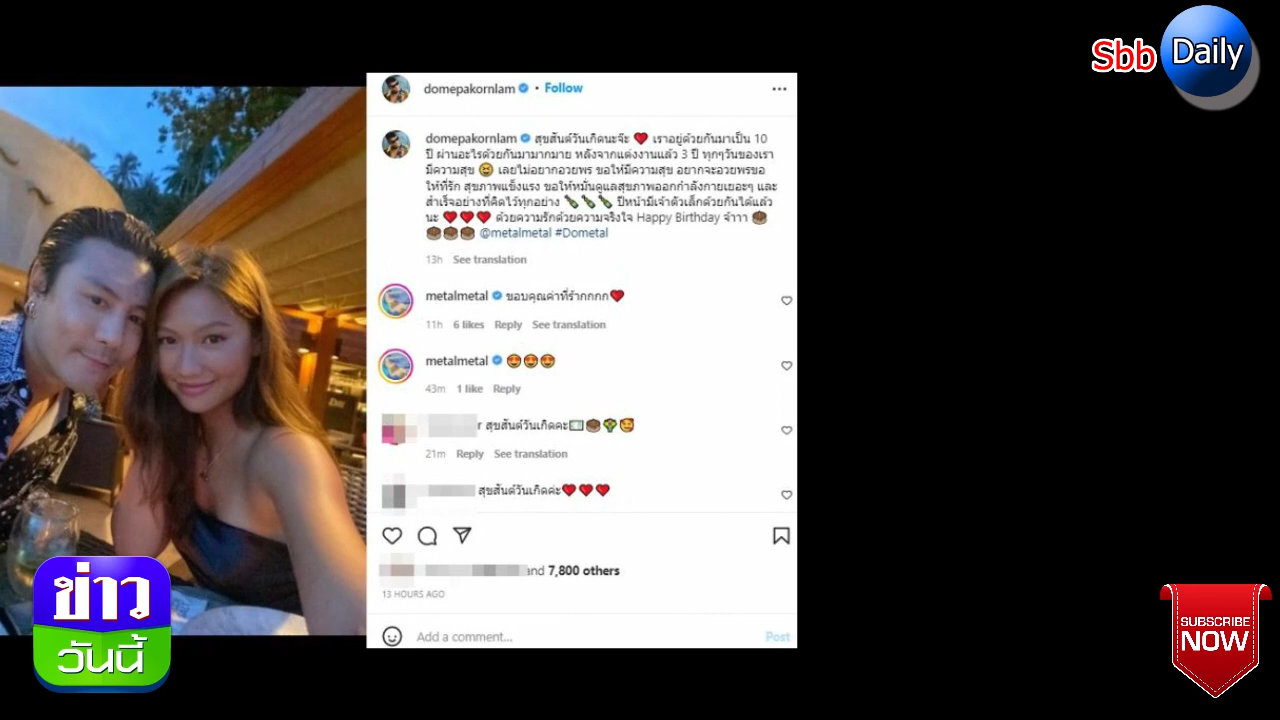 Sbb Daily
domepakornlam • Follow
domepakornlam สุขสันต์วันเกิดนะจ๊ะ ❤️ เราอยู่ด้วยกันมาเป็น 10
ปี ผ่านอะไรด้วยกันมามากมาย หลังจากแต่งงานแล้ว 3 ปี ทุกๆวันของเรา
มีความสุข 😆 เลยไม่อยากอวยพร ขอให้มีความสุข อยากจะอวยพรขอ
ให้ที่รัก สุขภาพแข็งแรง ขอให้หมั่นดูแลสุขภาพออกกำลังกายเยอะๆ และ
สำเร็จอย่างที่คิดไว้ทุกอย่าง 🍾🍾🍾 ปีหน้ามีเจ้าตัวเล็กด้วยกันได้แล้ว
นะ ❤️❤️❤️ ด้วยความรักด้วยความจริงใจ Happy Birthday จ้าาา 🎂
🎂🎂🎂 @metalmetal #Dometal
13h See translation
metalmetal ขอบคุณค่าที่ร้ากกกก❤️
11h 6 likes Reply See translation
metalmetal 🤩🤩🤩
43m 1 like Reply
r สุขสันต์วันเกิดคะ💵🎂💐🥰
21m Reply See translation
สุขสันต์วันเกิดค่ะ❤️❤️❤️
and 7,800 others
13 HOURS AGO
Add a comment... Post
ข่าว
วันนี้
SUBSCRIBE
NOW